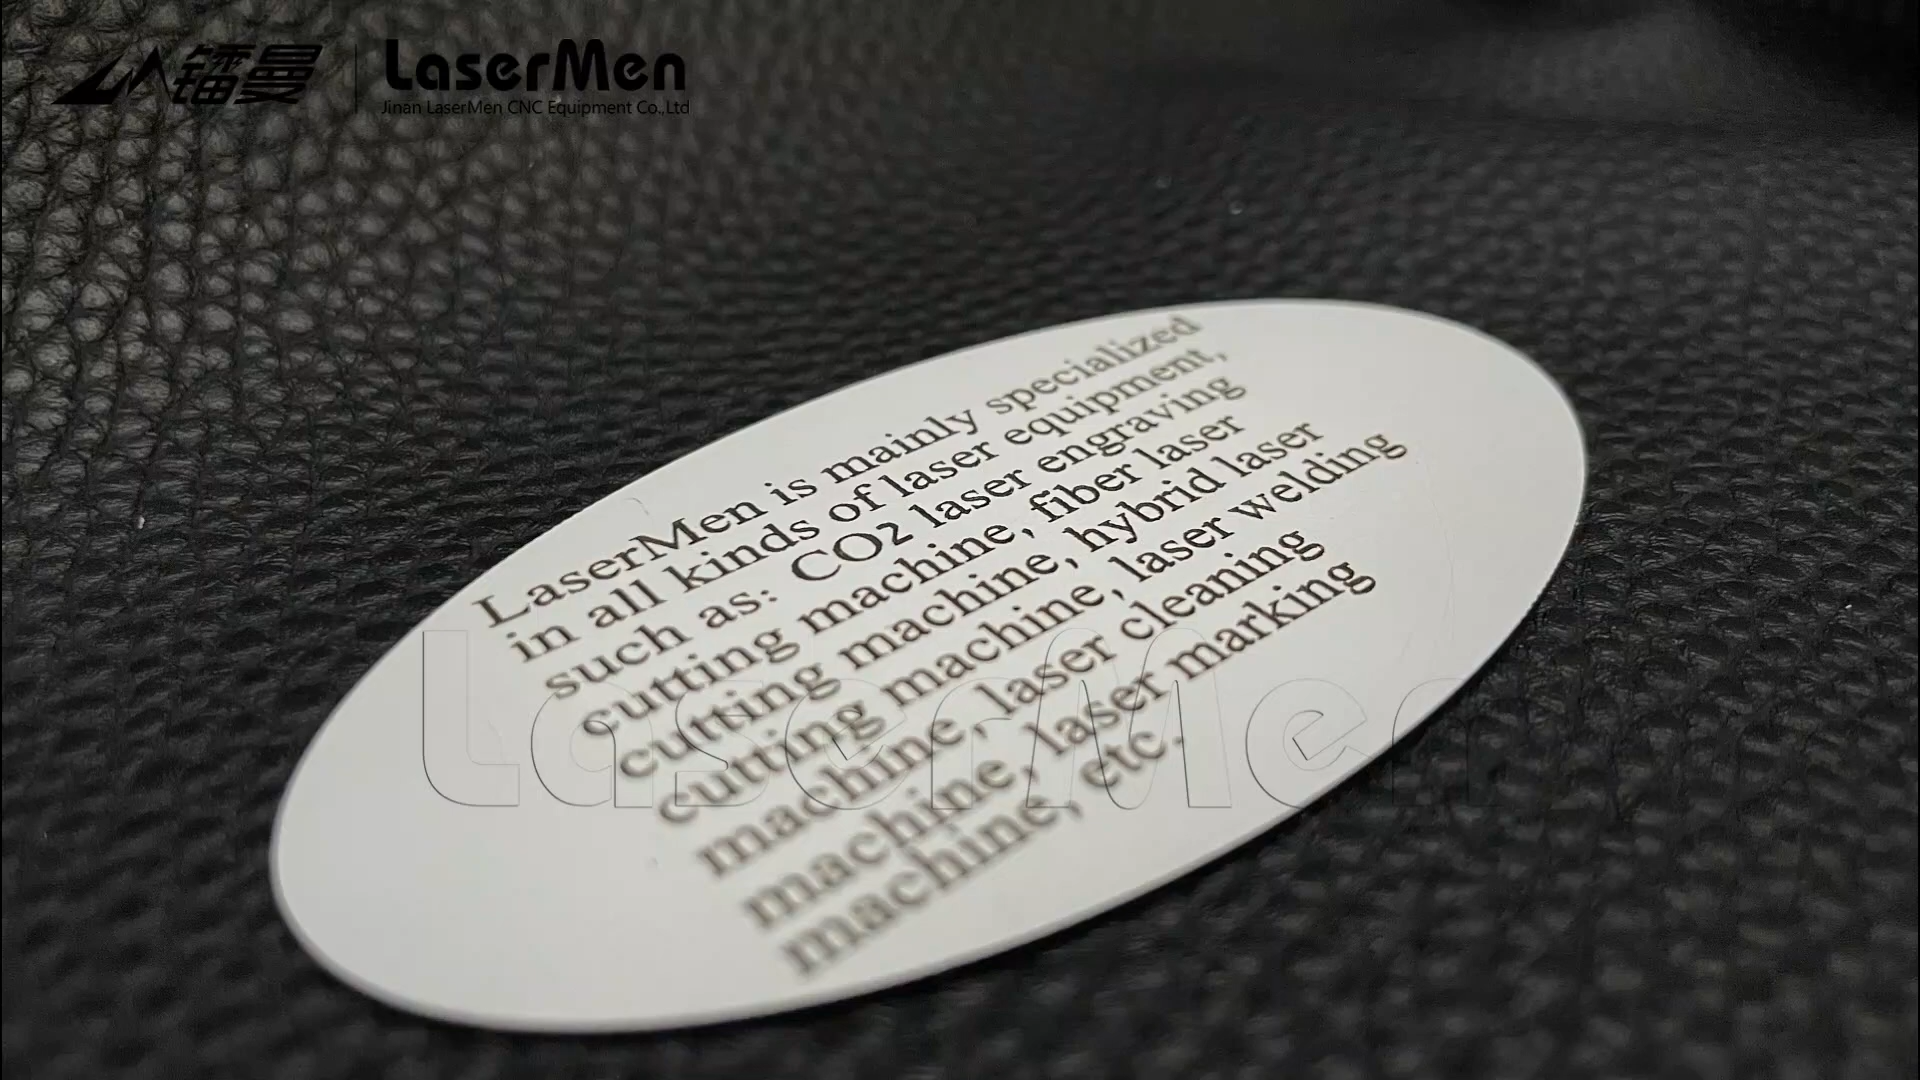 镭曼
LaserMen
Jinan LaserMen CNC Equipment Co.,Ltd
LaserMen is mainly specialized
in all kinds of laser equipment,
such as: CO2 laser engraving
cutting machine, fiber laser
cutting machine, hybrid laser
cutting machine, laser welding
machine, laser cleaning
machine, laser marking
machine, etc.
LaserMen